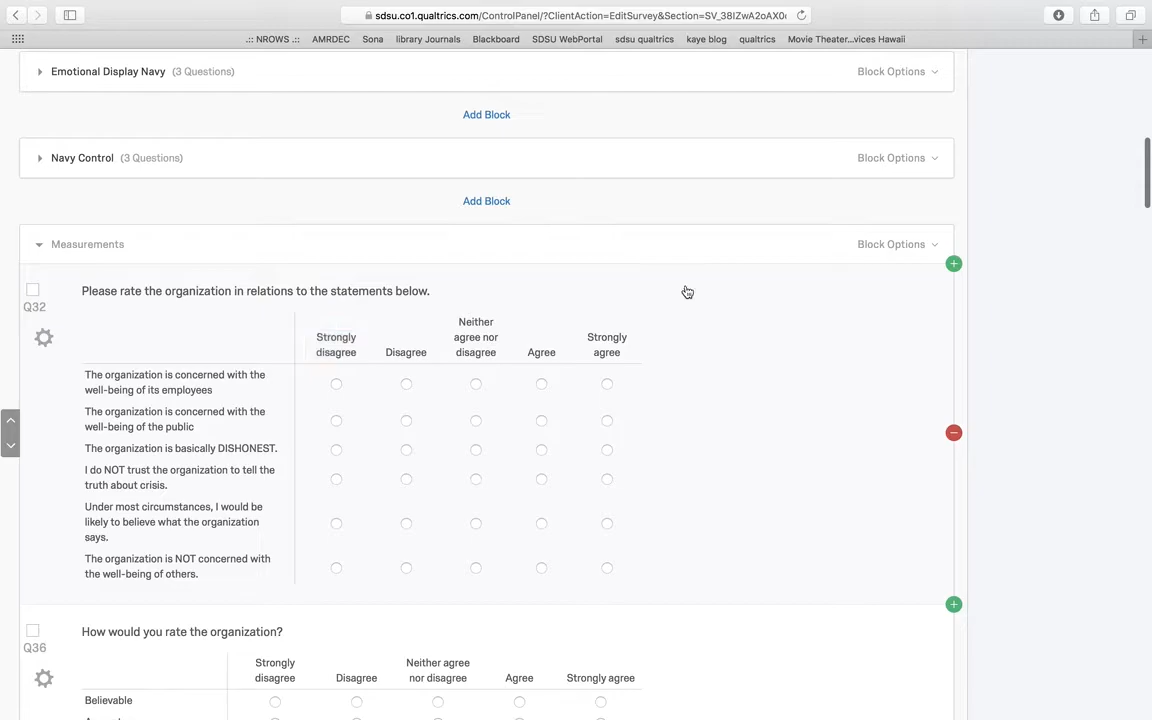 sdsu.co1.qualtrics.com/ControlPanel/?ClientAction=EditSurvey&Section=SV_38IZwA2oAX0
.:: NROWS .:: AMRDEC Sona library Journals Blackboard SDSU WebPortal sdsu qualtrics kaye blog qualtrics Movie Theater...vices Hawaii
Emotional Display Navy (3 Questions) Block Options
Add Block
Navy Control (3 Questions) Block Options
Add Block
Measurements Block Options
Q32
Please rate the organization in relations to the statements below.
Strongly disagree Disagree Neither agree nor disagree Agree Strongly agree
The organization is concerned with the
well-being of its employees
The organization is concerned with the
well-being of the public
The organization is basically DISHONEST.
I do NOT trust the organization to tell the
truth about crisis.
Under most circumstances, I would be
likely to believe what the organization
says.
The organization is NOT concerned with
the well-being of others.
Q36
How would you rate the organization?
Strongly disagree Disagree Neither agree nor disagree Agree Strongly agree
Believable